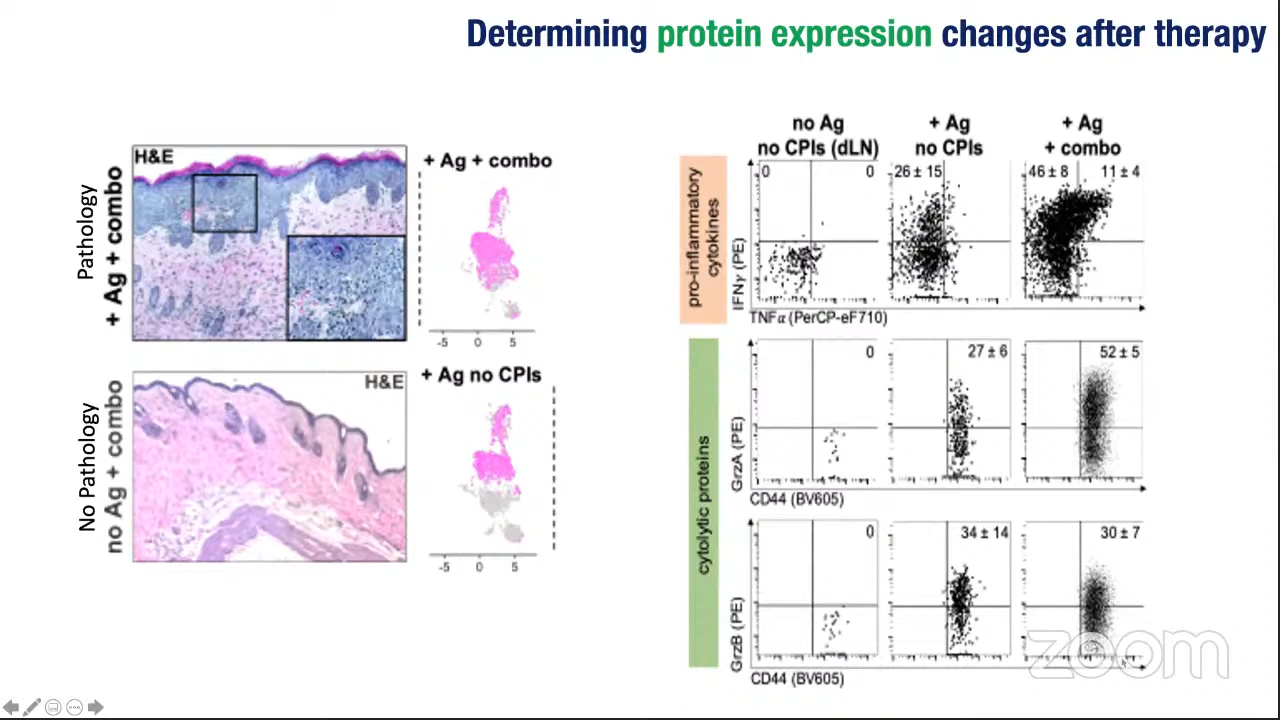 Determining protein expression changes after therapy
Pathology
+ Ag + combo
H&E
+ Ag + combo
-5 0 5
No Pathology
no Ag + combo
H&E
+ Ag no CPIs
-5 0 5
no Ag
no CPIs (dLN)
+ Ag
no CPIs
+ Ag
+ combo
pro-inflammatory
cytokines
IFNγ (PE)
0 0
26 ± 15
46 ± 8 11 ± 4
TNFα (PerCP-eF710)
cytolytic proteins
GrzA (PE)
0
27 ± 6
52 ± 5
CD44 (BV605)
GrzB (PE)
0
34 ± 14
30 ± 7
CD44 (BV605)
zoom